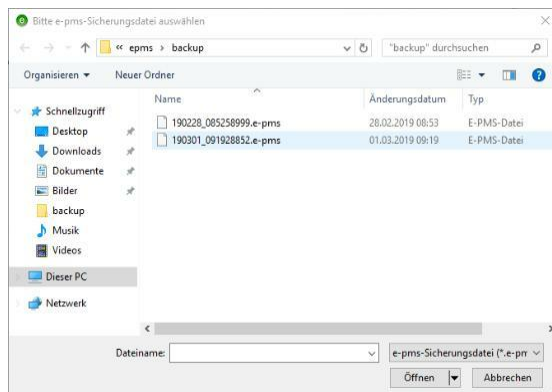 Bitte e-pms-Sicherungsdatei auswählen
« epms › backup
"backup" durchsuchen
Organisieren
Neuer Ordner
Name
Änderungsdatum
Typ
Schnellzugriff
Desktop
Downloads
Dokumente
Bilder
backup
Musik
Videos
Dieser PC
Netzwerk
190228_085258999.e-pms
28.02.2019 08:53
E-PMS-Datei
190301_091928852.e-pms
01.03.2019 09:19
E-PMS-Datei
Dateiname:
e-pms-Sicherungsdatei (*.e-pm
Öffnen
Abbrechen